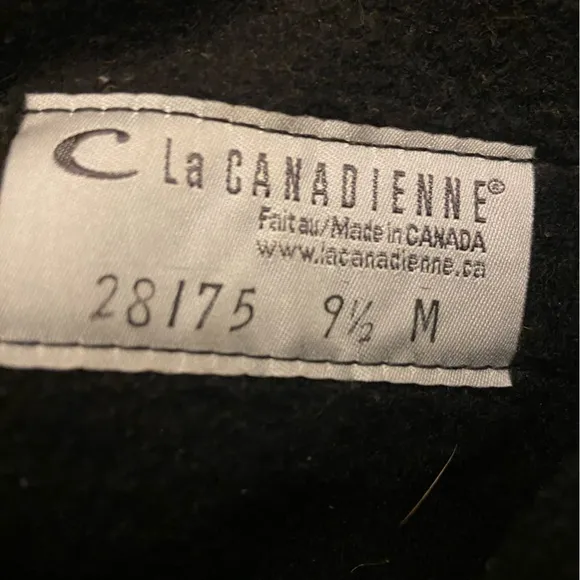 La CANADIENNE®
Fait au/Made in CANADA
www.lacanadienne.ca
28175 9½ M